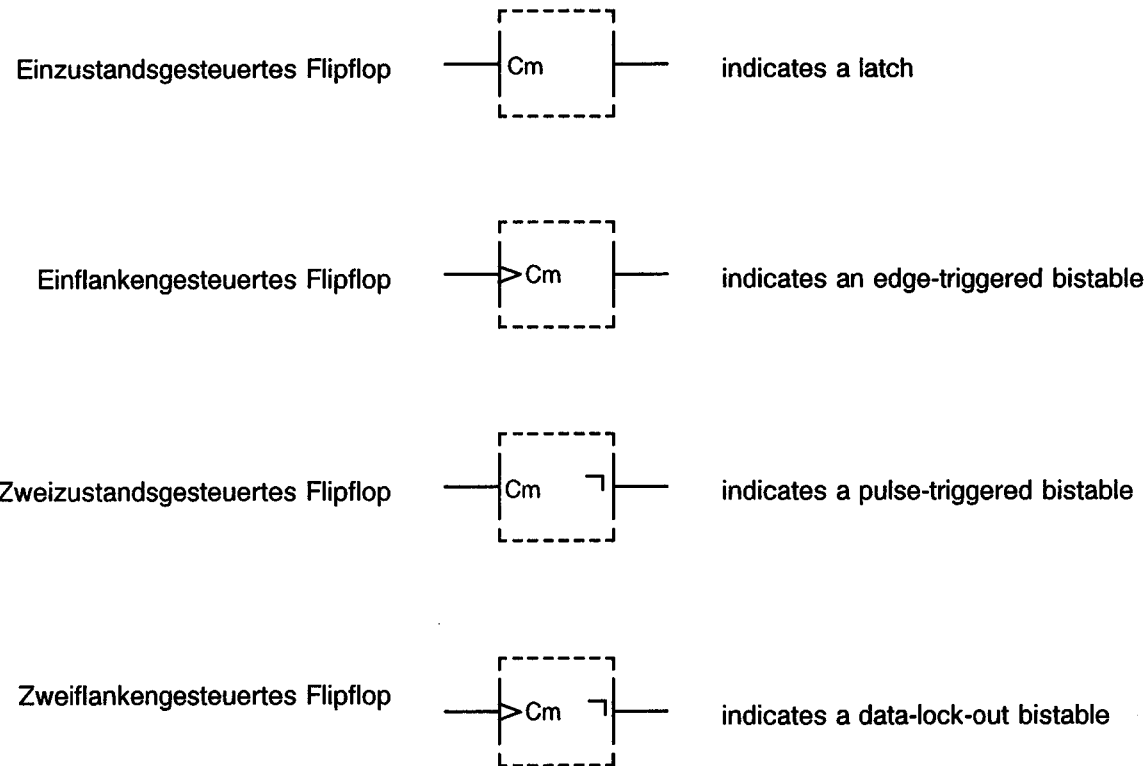 Einzustandsgesteuertes Flipflop Cm indicates a latch
Einflankengesteuertes Flipflop Cm indicates an edge-triggered bistable
Zweizustandsgesteuertes Flipflop Cm ¬ indicates a pulse-triggered bistable
Zweiflankengesteuertes Flipflop Cm ¬ indicates a data-lock-out bistable